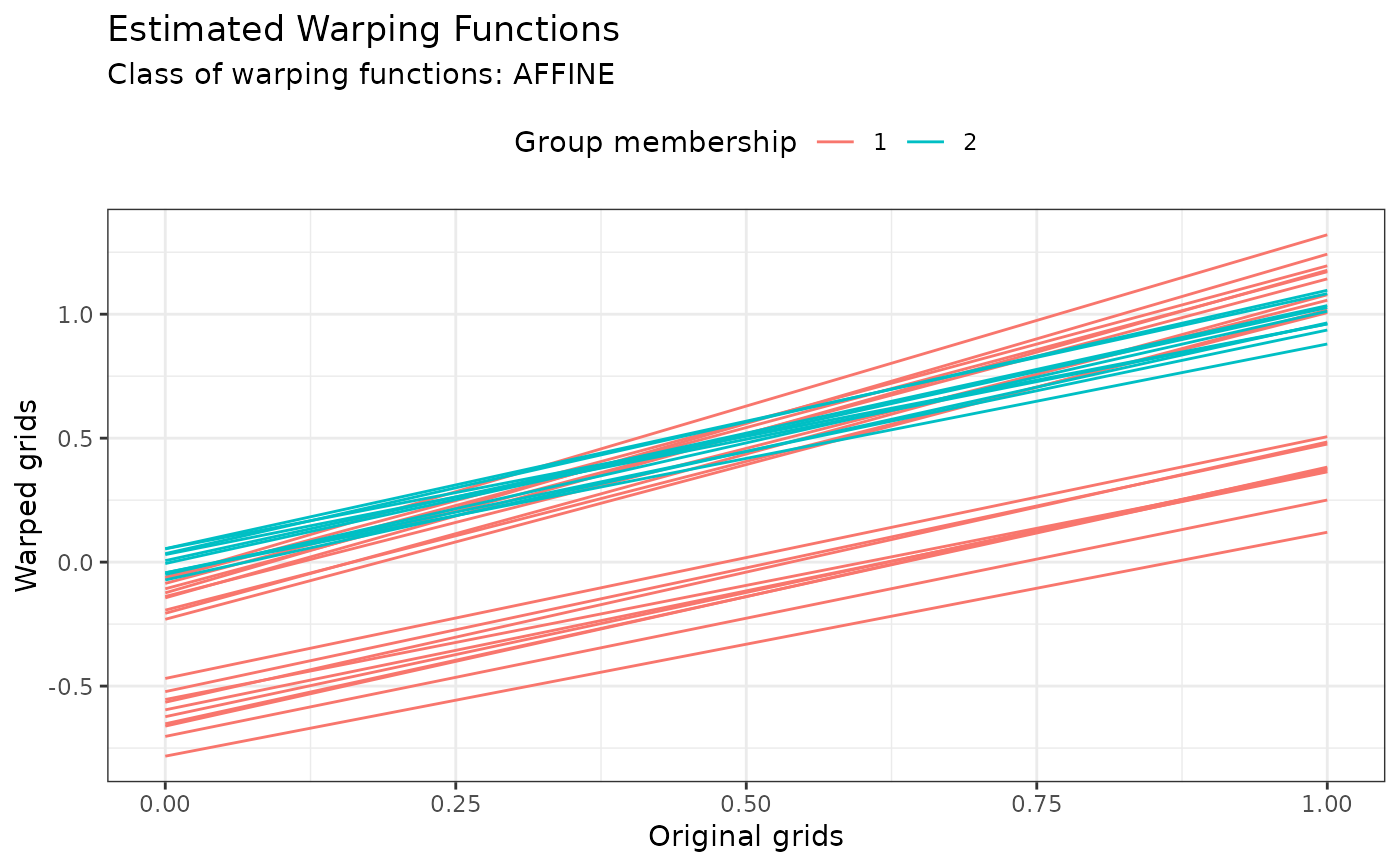 Estimated Warping Functions
Class of warping functions: AFFINE
Group membership 1 2
Warped grids
1.0
0.5
0.0
-0.5
0.00 0.25 0.50 0.75 1.00
Original grids